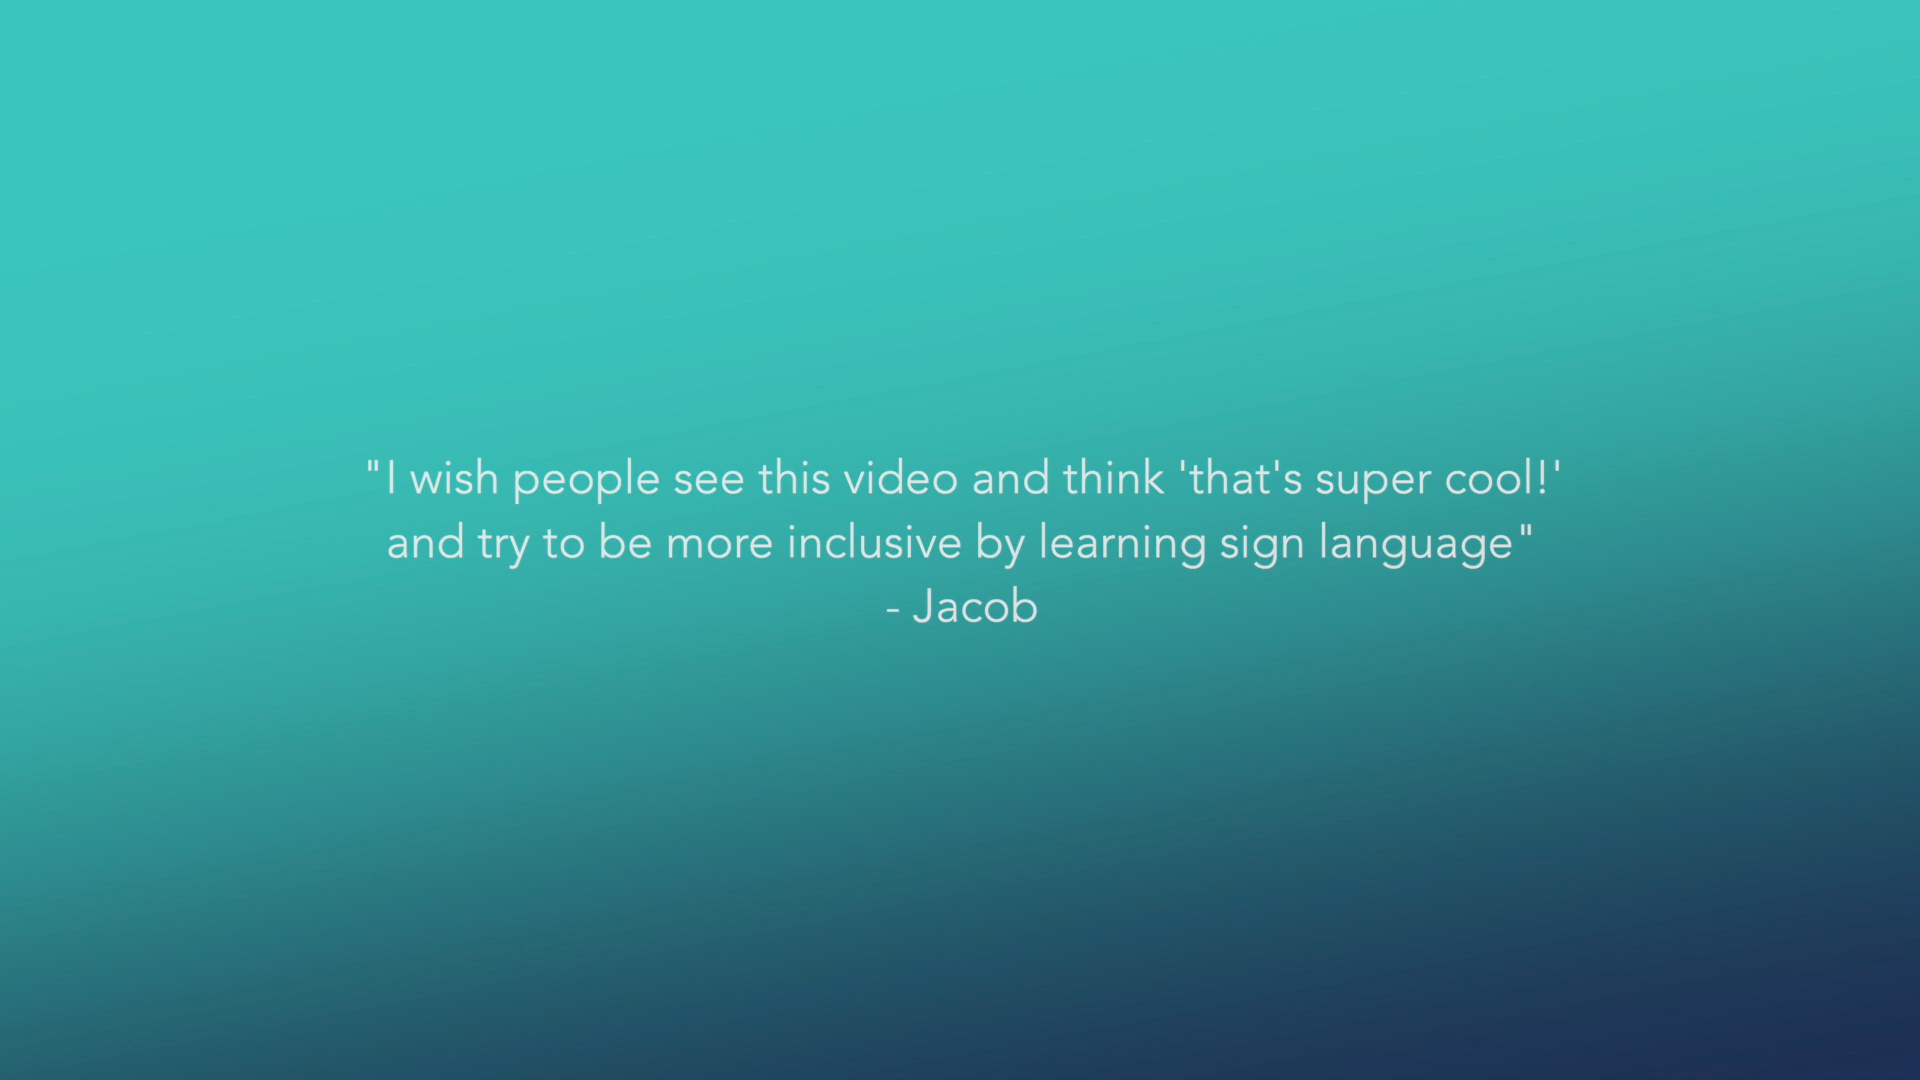 "I wish people see this video and think 'that's super cool!'
and try to be more inclusive by learning sign language"
- Jacob